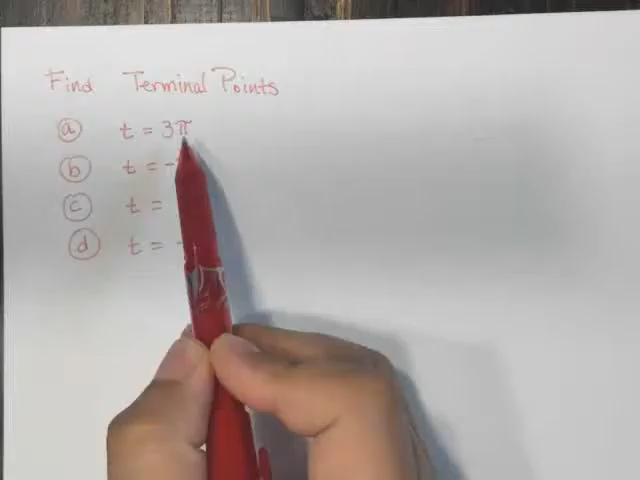 Find Terminal Points
ⓐ t = 3π
ⓑ t = -
ⓒ t =
ⓓ t = -